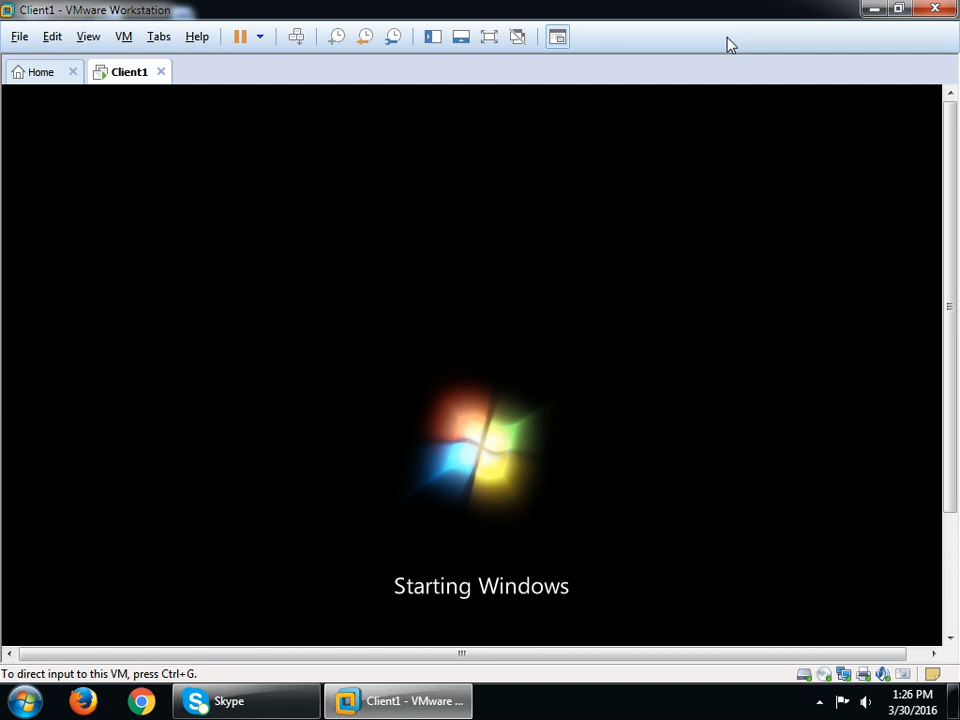 Client1 - VMware Workstation
File Edit View VM Tabs Help
Home Client1
Starting Windows
To direct input to this VM, press Ctrl+G.
Skype Client1 - VMware ... 1:26 PM
3/30/2016